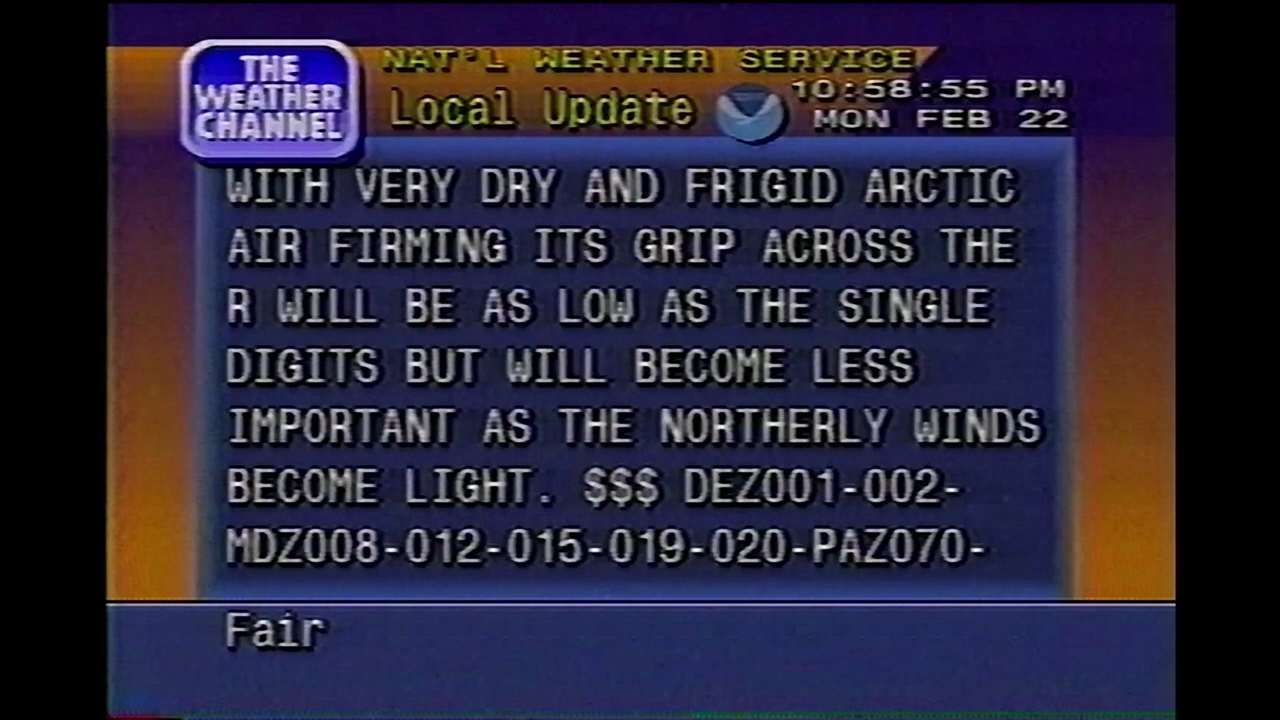 THE
WEATHER
CHANNEL
NAT'L WEATHER SERVICE
Local Update
10:58:55 PM
MON FEB 22
WITH VERY DRY AND FRIGID ARCTIC
AIR FIRMING ITS GRIP ACROSS THE
R WILL BE AS LOW AS THE SINGLE
DIGITS BUT WILL BECOME LESS
IMPORTANT AS THE NORTHERLY WINDS
BECOME LIGHT. $$$ DEZ001-002-
MDZ008-012-015-019-020-PAZ070-
Fair